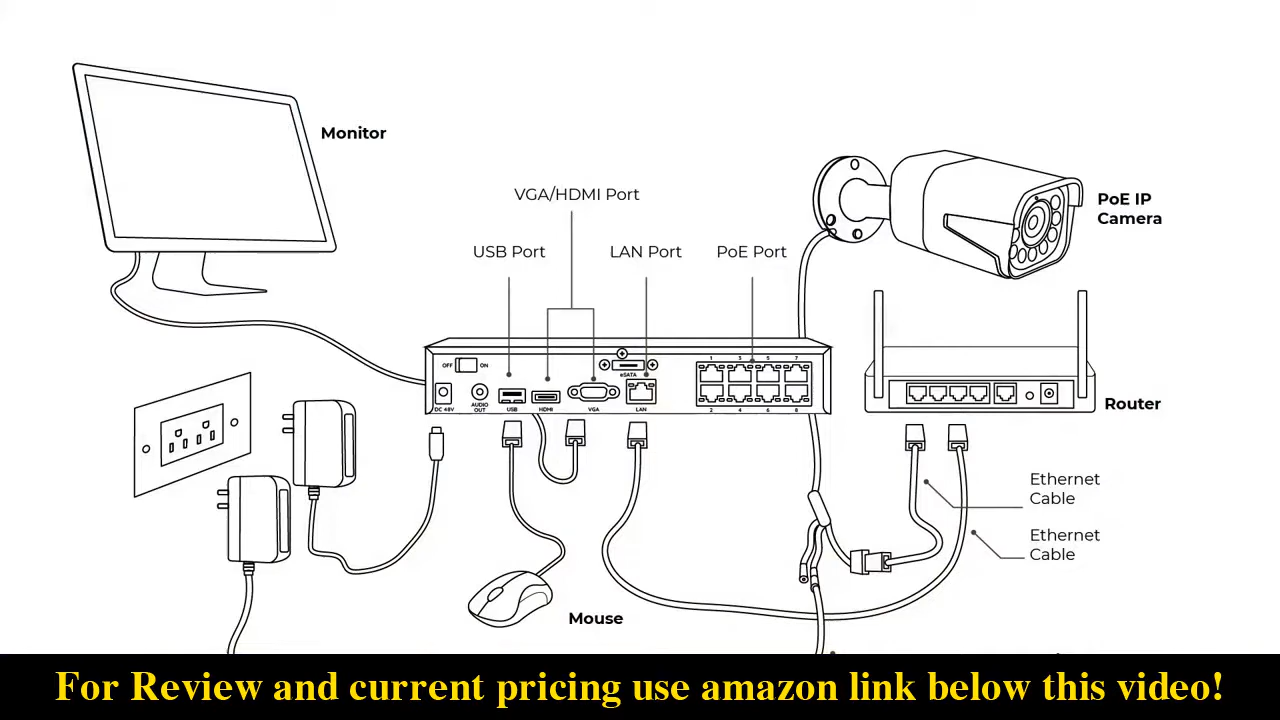 Monitor
VGA/HDMI Port
USB Port
LAN Port
PoE Port
PoE IP
Camera
OFF
ON
eSATA
1
3
5
7
DC 48V
AUDIO
OUT
USB
HDMI
VGA
LAN
2
4
6
8
Router
Ethernet
Cable
Ethernet
Cable
Mouse
For Review and current pricing use amazon link below this video!